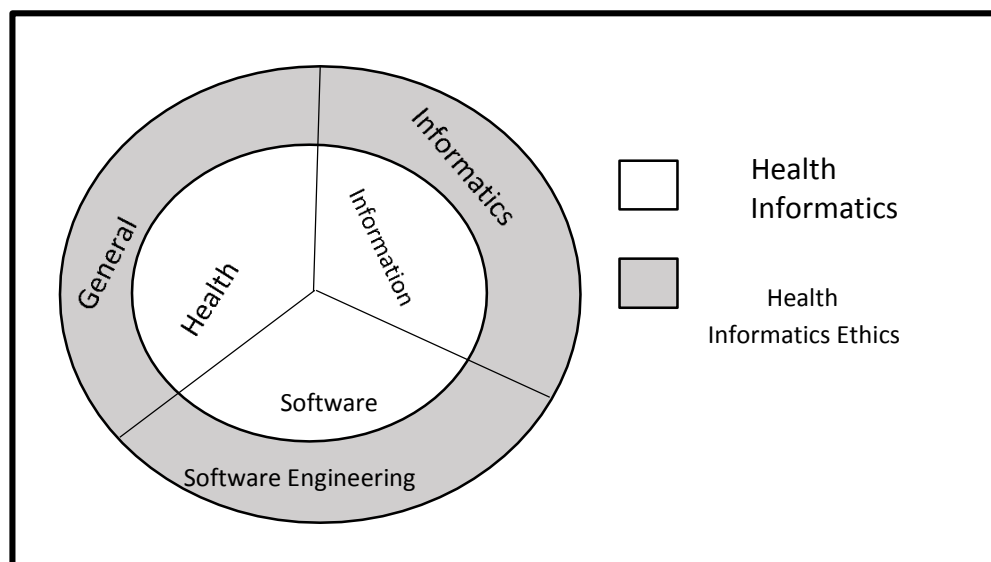 General
Informatics
Health
Information
Software
Software Engineering
Health
Informatics
Health
Informatics Ethics